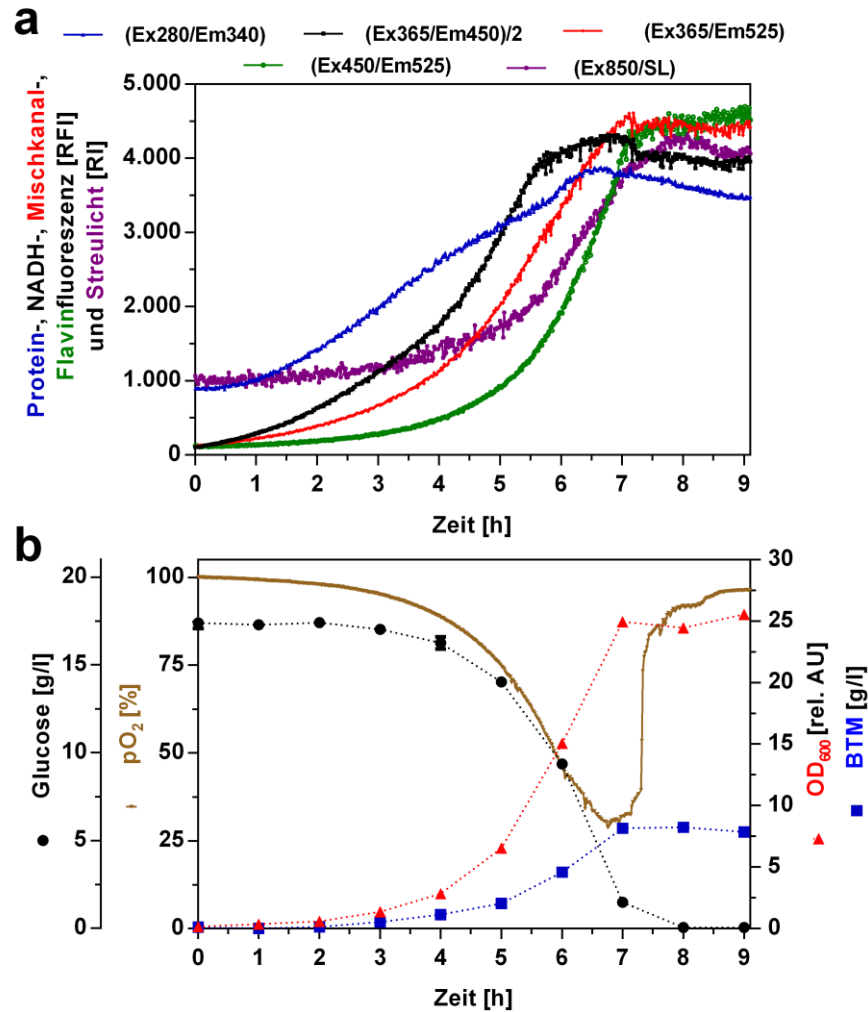 a
(Ex280/Em340)
(Ex365/Em450)/2
(Ex365/Em525)
(Ex450/Em525)
(Ex850/SL)
Protein-, NADH-, Mischkanal-,
Flavinfluoreszenz [RFI]
und Streulicht [RI]
5.000
4.000
3.000
2.000
1.000
0
0 1 2 3 4 5 6 7 8 9
Zeit [h]
b
Glucose [g/l]
20
15
10
5
0
pO2 [%]
100
75
50
25
0
30
25
20
15
10
5
0
OD600 [rel. AU]
BTM [g/l]
0 1 2 3 4 5 6 7 8 9
Zeit [h]